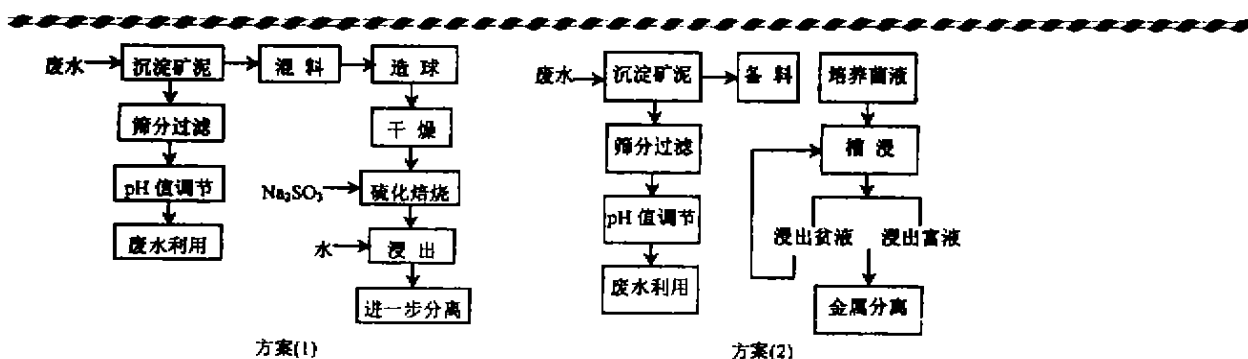 废水 沉淀矿泥 混料 造球
筛分过滤 干燥
pH 值调节 Na₂SO₃ 硫化焙烧
废水利用 水 浸出
进一步分离
方案(1)
废水 沉淀矿泥 备料 培养菌液
筛分过滤 槽浸
pH 值调节 浸出贫液 浸出富液
废水利用 金属分离
方案(2)